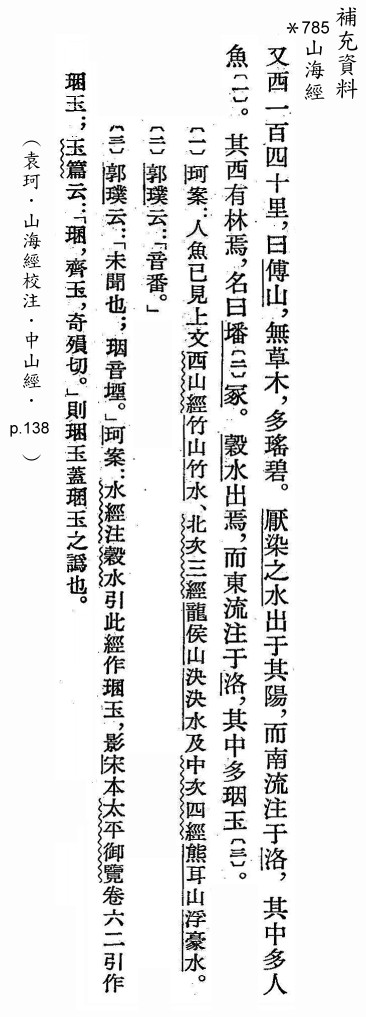 補充資料
＊785
山海經
又西一百四十里，曰傅山，無草木，多瑤碧。厭染之水出于其陽，而南流注于洛，其中多人
魚〔一〕。其西有林焉，名曰墦〔二〕冢。穀水出焉，而東流注于洛，其中多珚玉〔三〕。
〔一〕珂案：人魚已見上文西山經竹山竹水、北次三經龍侯山決決水及中次四經熊耳山浮豪水。
〔二〕郭璞云：「音番。」
〔三〕郭璞云：「未聞也；珚音堙。」珂案：水經注穀水引此經作㻒玉，影宋本太平御覽卷六二引作
㻒玉；玉篇云：「㻒，齊玉，奇殞切。」則珚玉蓋㻒玉之譌也。
（袁珂．山海經校注．中山經．p.138）